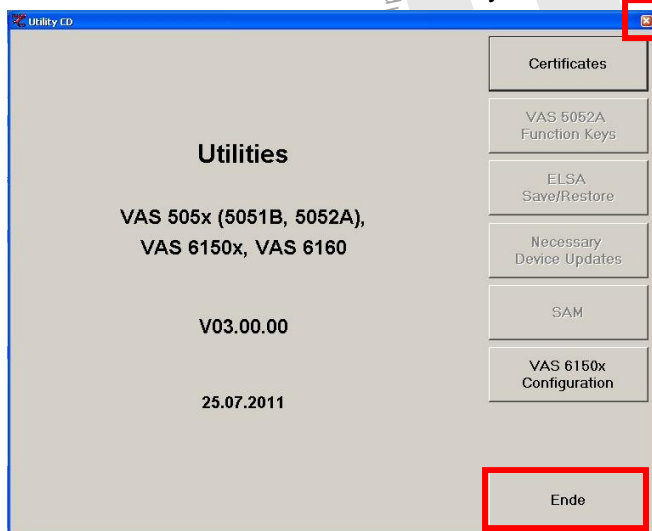 Utility CD
Certificates
VAS 5052A
Function Keys
Utilities
ELSA
Save/Restore
VAS 505x (5051B, 5052A),
VAS 6150x, VAS 6160
Necessary
Device Updates
SAM
V03.00.00
VAS 6150x
Configuration
25.07.2011
Ende